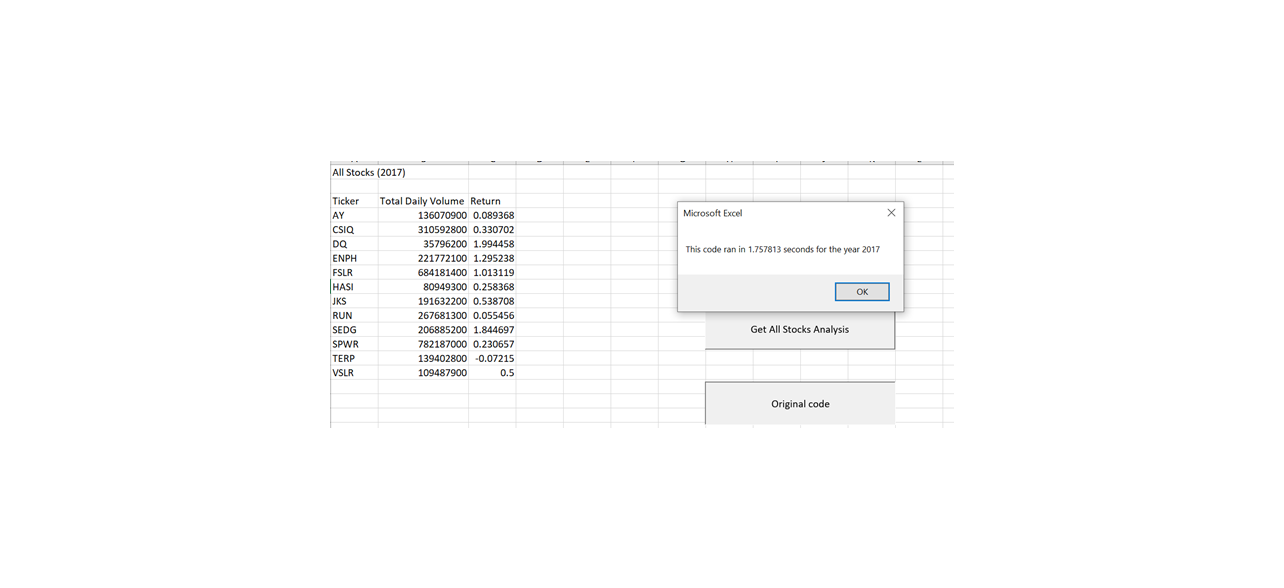 All Stocks (2017)
Ticker Total Daily Volume Return
AY 136070900 0.089368
CSIQ 310592800 0.330702
DQ 35796200 1.994458
ENPH 221772100 1.295238
FSLR 684181400 1.013119
HASI 80949300 0.258368
JKS 191632200 0.538708
RUN 267681300 0.055456
SEDG 206885200 1.844697
SPWR 782187000 0.230657
TERP 139402800 -0.07215
VSLR 109487900 0.5
Microsoft Excel
This code ran in 1.757813 seconds for the year 2017
OK
Get All Stocks Analysis
Original code